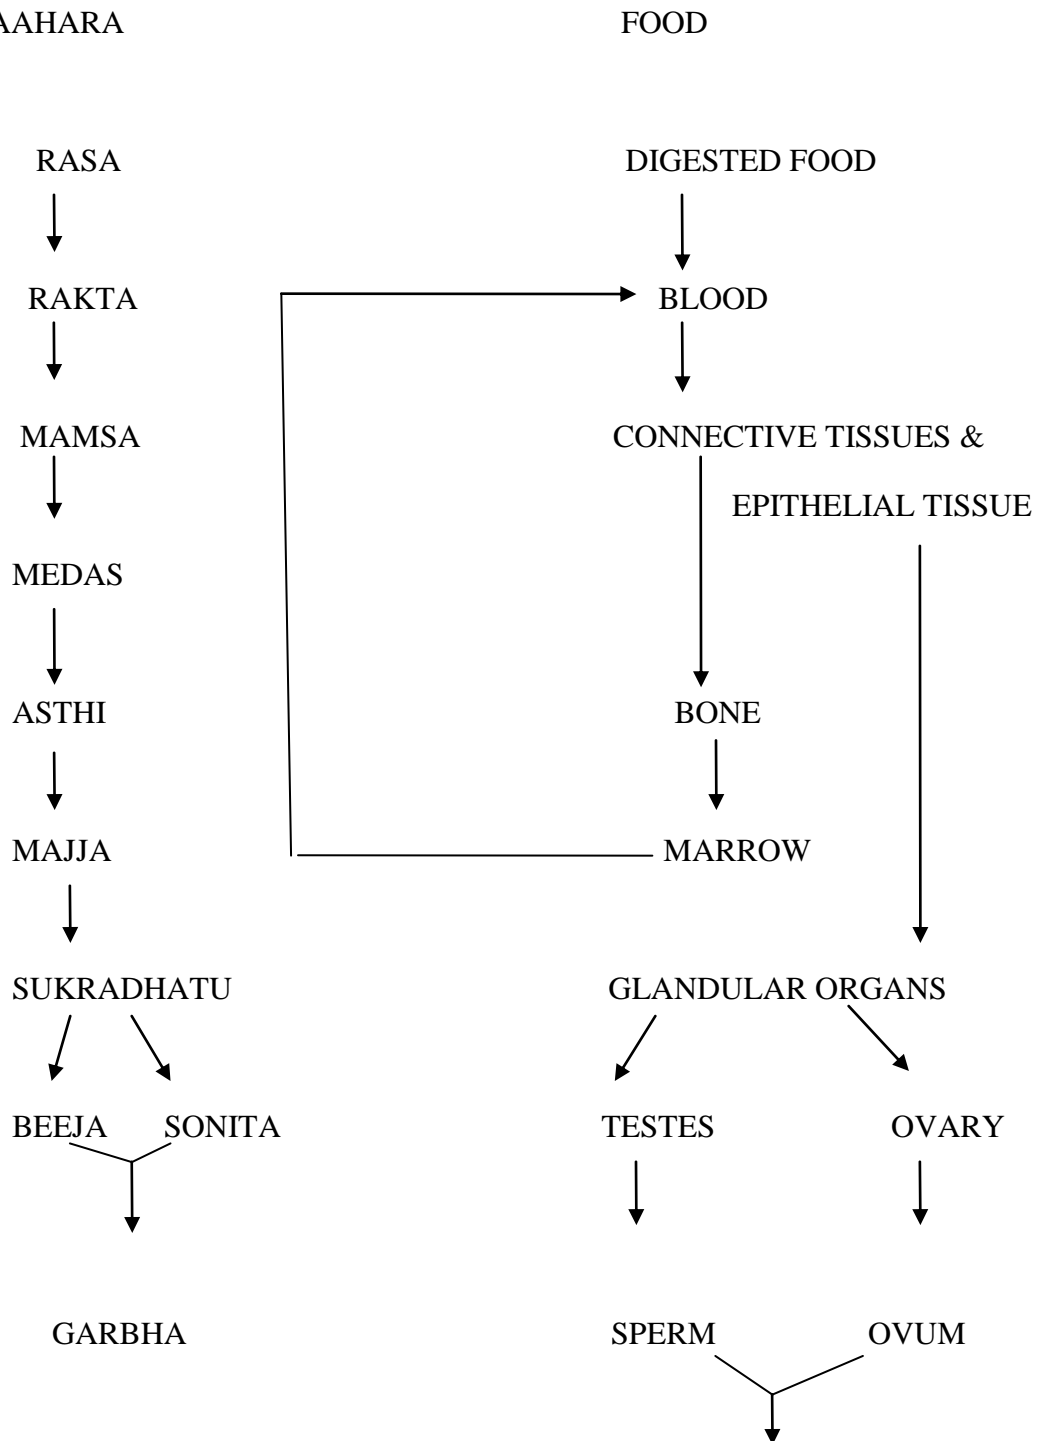 AAHARA FOOD
RASA DIGESTED FOOD
RAKTA BLOOD
MAMSA CONNECTIVE TISSUES &
EPITHELIAL TISSUE
MEDAS
ASTHI BONE
MAJJA MARROW
SUKRADHATU GLANDULAR ORGANS
BEEJA SONITA TESTES OVARY
GARBHA SPERM OVUM